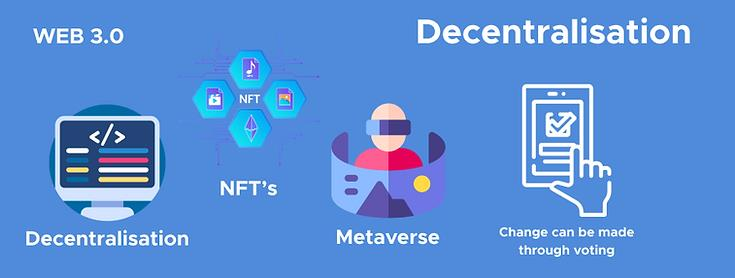 WEB 3.0
Decentralisation
</>
NFT
NFT's
Decentralisation
Metaverse
Change can be made
through voting